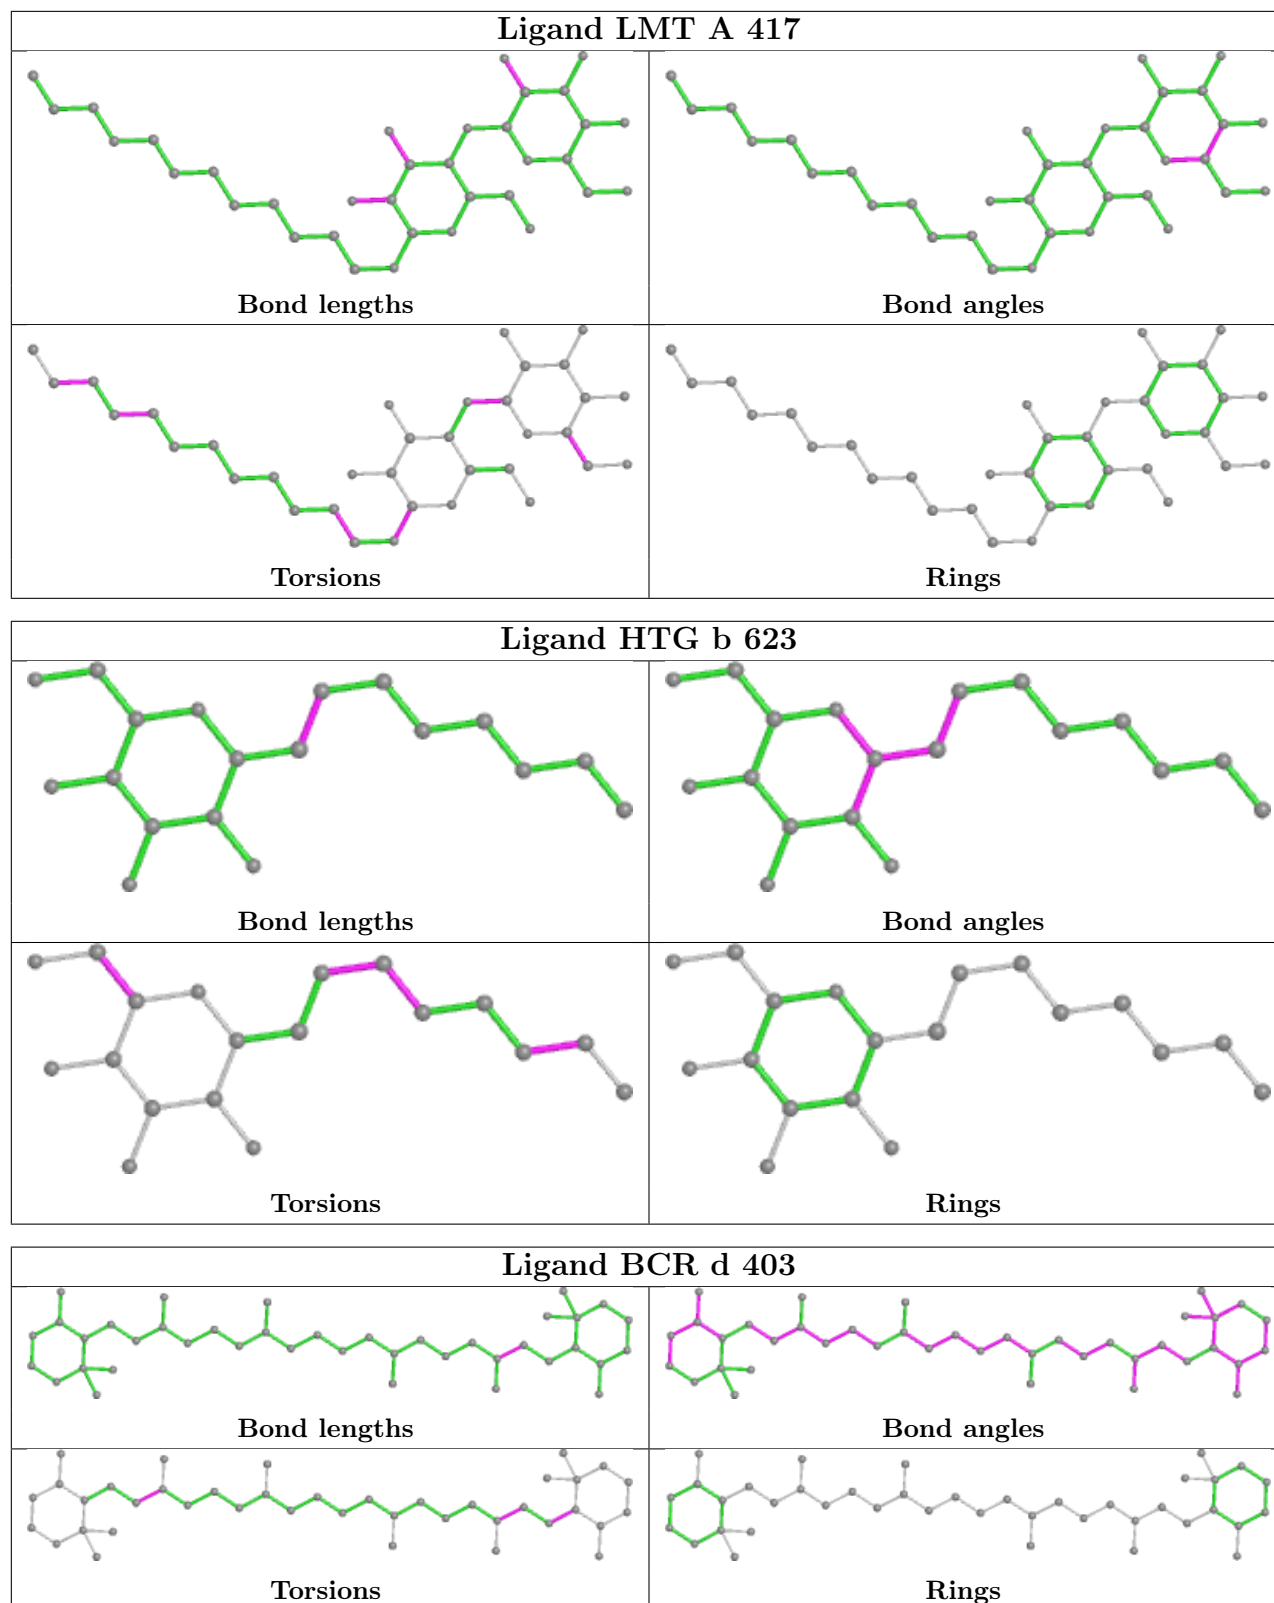 Ligand LMT A 417
Bond lengths
Bond angles
Torsions
Rings
Ligand HTG b 623
Bond lengths
Bond angles
Torsions
Rings
Ligand BCR d 403
Bond lengths
Bond angles
Torsions
Rings